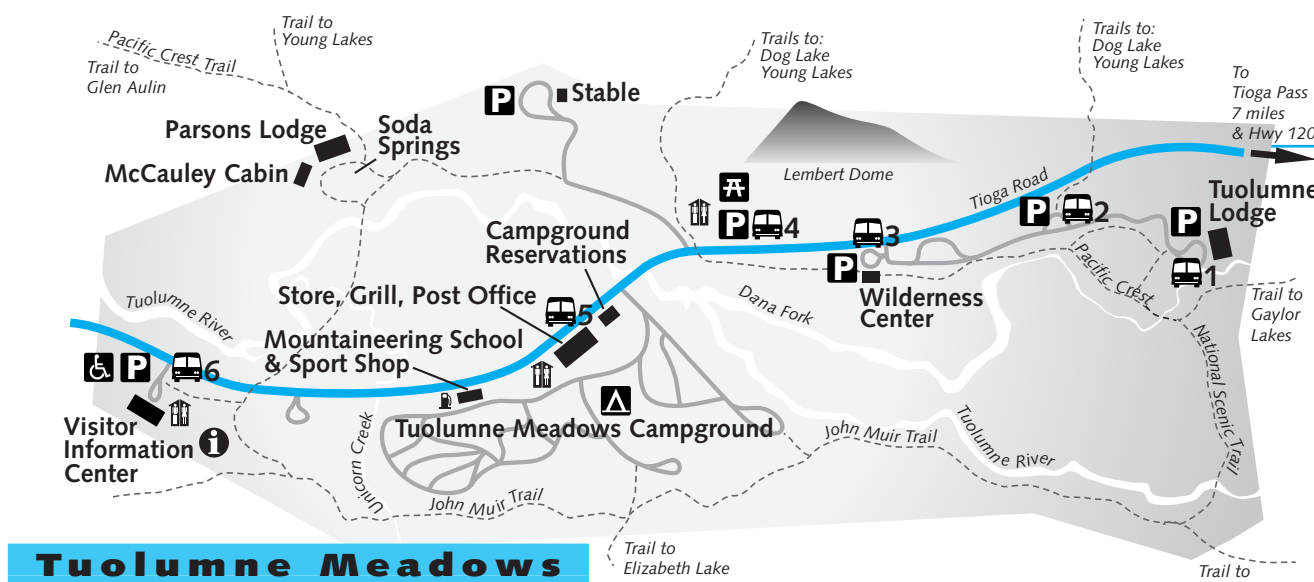 Trail to
Young Lakes
Pacific Crest Trail
Trail to
Glen Aulin
Trails to:
Dog Lake
Young Lakes
Trails to:
Dog Lake
Young Lakes
To
Tioga Pass
7 miles
& Hwy 120
P
Stable
Parsons Lodge
Soda
Springs
McCauley Cabin
Lembert Dome
Tioga Road
Tuolumne
Lodge
P
P
2
P
4
3
P
1
Campground
Reservations
Wilderness
Center
Pacific Crest
National Scenic Trail
Trail to
Gaylor
Lakes
Dana Fork
Store, Grill, Post Office
5
Tuolumne River
Mountaineering School
& Sport Shop
P
6
Visitor
Information
Center
i
Unicorn Creek
Tuolumne Meadows Campground
John Muir Trail
Tuolumne River
John Muir Trail
Trail to
Elizabeth Lake
Trail to
Tuolumne Meadows